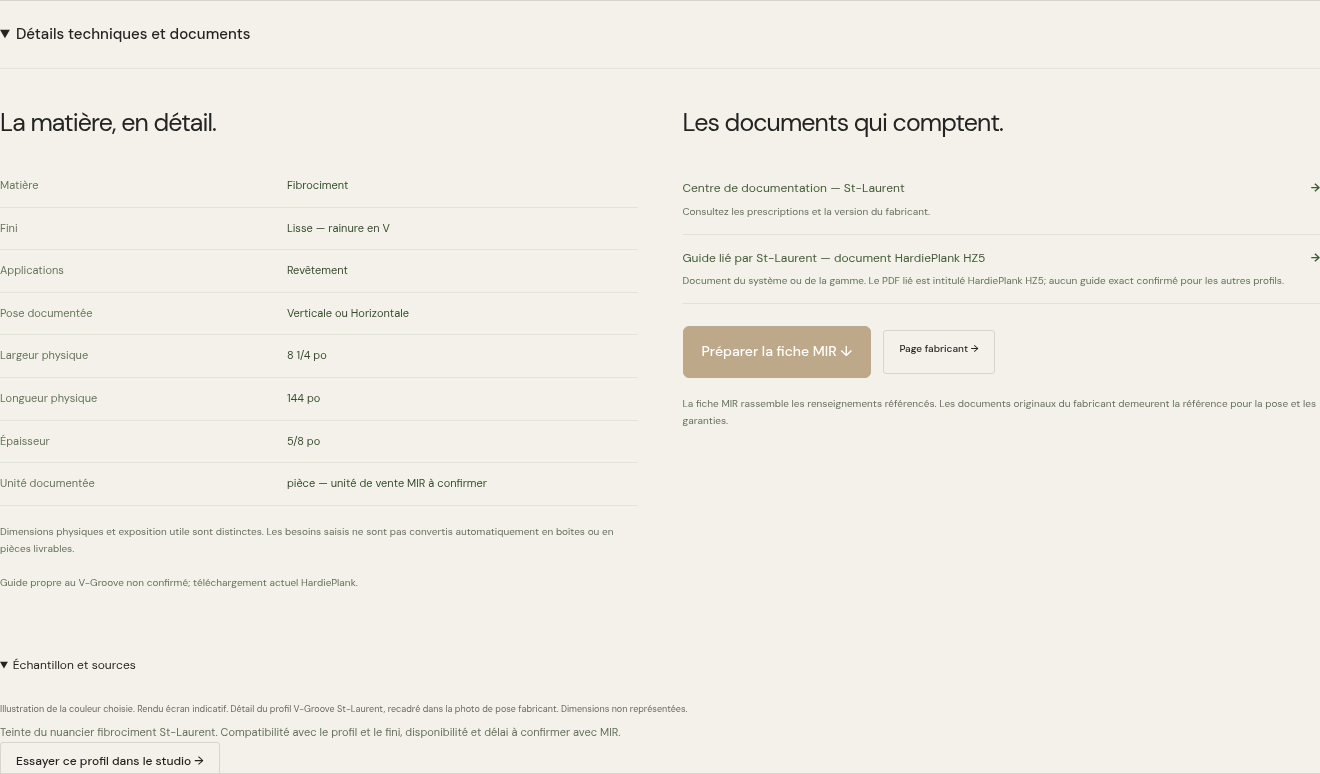 ▼ Détails techniques et documents
La matière, en détail.
Matière Fibrociment
Fini Lisse — rainure en V
Applications Revêtement
Pose documentée Verticale ou Horizontale
Largeur physique 8 1/4 po
Longueur physique 144 po
Épaisseur 5/8 po
Unité documentée pièce — unité de vente MIR à confirmer
Dimensions physiques et exposition utile sont distinctes. Les besoins saisis ne sont pas convertis automatiquement en boîtes ou en
pièces livrables.
Guide propre au V-Groove non confirmé; téléchargement actuel HardiePlank.
Les documents qui comptent.
Centre de documentation — St-Laurent →
Consultez les prescriptions et la version du fabricant.
Guide lié par St-Laurent — document HardiePlank HZ5 →
Document du système ou de la gamme. Le PDF lié est intitulé HardiePlank HZ5; aucun guide exact confirmé pour les autres profils.
Préparer la fiche MIR ↓
Page fabricant →
La fiche MIR rassemble les renseignements référencés. Les documents originaux du fabricant demeurent la référence pour la pose et les
garanties.
▼ Échantillon et sources
Illustration de la couleur choisie. Rendu écran indicatif. Détail du profil V-Groove St-Laurent, recadré dans la photo de pose fabricant. Dimensions non représentées.
Teinte du nuancier fibrociment St-Laurent. Compatibilité avec le profil et le fini, disponibilité et délai à confirmer avec MIR.
Essayer ce profil dans le studio →